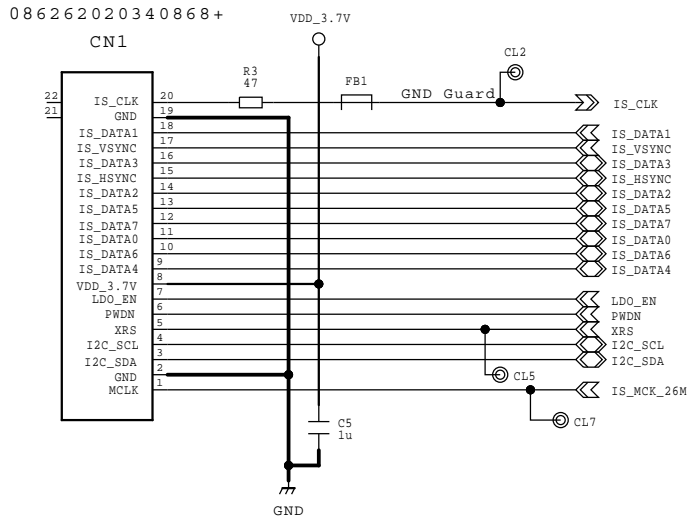 086262020340868+
CN1
VDD_3.7V
CL2
R3
47
FB1
GND Guard
22
21
IS_CLK 20 IS_CLK
GND 19
IS_DATA1 18 IS_DATA1
IS_VSYNC 17 IS_VSYNC
IS_DATA3 16 IS_DATA3
IS_HSYNC 15 IS_HSYNC
IS_DATA2 14 IS_DATA2
IS_DATA5 13 IS_DATA5
IS_DATA7 12 IS_DATA7
IS_DATA0 11 IS_DATA0
IS_DATA6 10 IS_DATA6
IS_DATA4 9 IS_DATA4
VDD_3.7V 8
LDO_EN 7 LDO_EN
PWDN 6 PWDN
XRS 5 XRS
I2C_SCL 4 I2C_SCL
I2C_SDA 3 I2C_SDA
GND 2
CL5
MCLK 1 IS_MCK_26M
CL7
C5
1u
GND